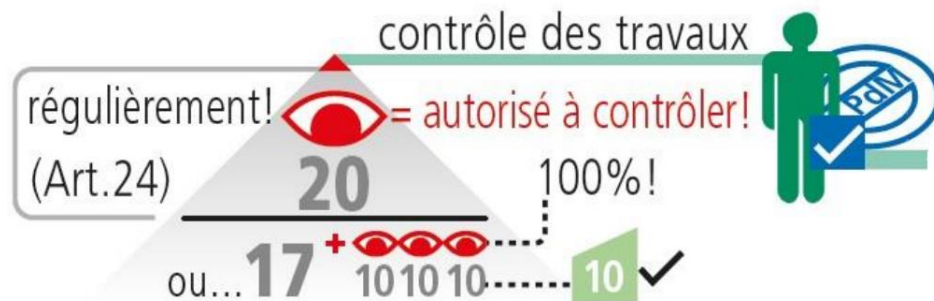 contrôle des travaux
PdM
régulièrement! = autorisé à contrôler!
(Art.24) 20 100%!
ou... 17 + 10 10 10 10